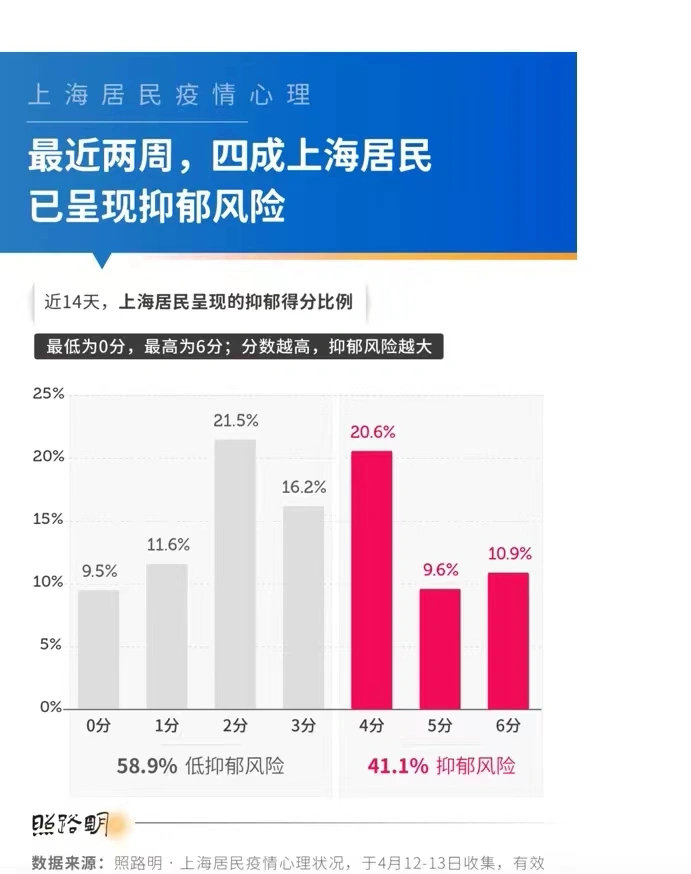 上海居民疫情心理
最近两周，四成上海居民
已呈现抑郁风险
近14天，上海居民呈现的抑郁得分比例
最低为0分，最高为6分；分数越高，抑郁风险越大
25%
20%
15%
10%
5%
0%
9.5%
11.6%
21.5%
16.2%
20.6%
9.6%
10.9%
0分
1分
2分
3分
4分
5分
6分
58.9% 低抑郁风险
41.1% 抑郁风险
照路明
数据来源：照路明·上海居民疫情心理状况，于4月12-13日收集，有效